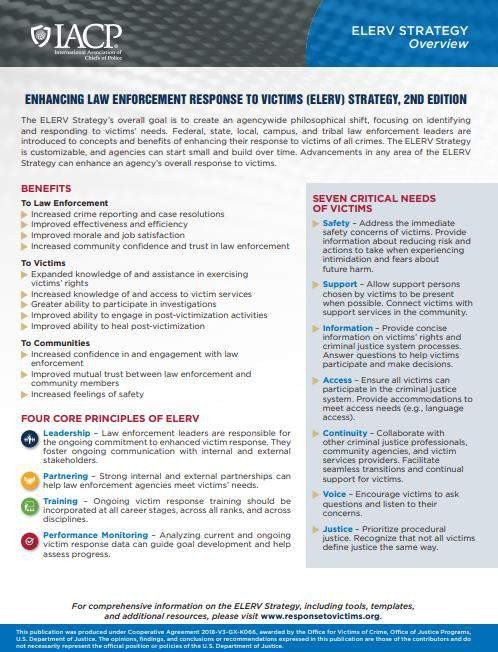 IACP
International Association of
Chiefs of Police
ELERV STRATEGY
Overview
ENHANCING LAW ENFORCEMENT RESPONSE TO VICTIMS (ELERV) STRATEGY, 2ND EDITION
The ELERV Strategy's overall goal is to create an agencywide philosophical shift, focusing on identifying
and responding to victims' needs. Federal, state, local, campus, and tribal law enforcement leaders are
introduced to concepts and benefits of enhancing their response to victims of all crimes. The ELERV Strategy
is customizable, and agencies can start small and build over time. Advancements in any area of the ELERV
Strategy can enhance an agency's overall response to victims.
BENEFITS
To Law Enforcement
Increased crime reporting and case resolutions
Improved effectiveness and efficiency
Improved morale and job satisfaction
Increased community confidence and trust in law enforcement
To Victims
Expanded knowledge of and assistance in exercising
victims' rights
Increased knowledge of and access to victim services
Greater ability to participate in investigations
Improved ability to engage in post-victimization activities
Improved ability to heal post-victimization
To Communities
Increased confidence in and engagement with law
enforcement
Improved mutual trust between law enforcement and
community members
Increased feelings of safety
FOUR CORE PRINCIPLES OF ELERV
Leadership – Law enforcement leaders are responsible for
the ongoing commitment to enhanced victim response. They
foster ongoing communication with internal and external
stakeholders.
Partnering – Strong internal and external partnerships can
help law enforcement agencies meet victims' needs.
Training – Ongoing victim response training should be
incorporated at all career stages, across all ranks, and across
disciplines.
Performance Monitoring – Analyzing current and ongoing
victim response data can guide goal development and help
assess progress.
SEVEN CRITICAL NEEDS
OF VICTIMS
Safety – Address the immediate
safety concerns of victims. Provide
information about reducing risk and
actions to take when experiencing
intimidation and fears about
future harm.
Support – Allow support persons
chosen by victims to be present
when possible. Connect victims with
support services in the community.
Information – Provide concise
information on victims' rights and
criminal justice system processes.
Answer questions to help victims
participate and make decisions.
Access – Ensure all victims can
participate in the criminal justice
system. Provide accommodations to
meet access needs (e.g., language
access).
Continuity – Collaborate with
other criminal justice professionals,
community agencies, and victim
services providers. Facilitate
seamless transitions and continual
support for victims.
Voice – Encourage victims to ask
questions and listen to their
concerns.
Justice – Prioritize procedural
justice. Recognize that not all victims
define justice the same way.
For comprehensive information on the ELERV Strategy, including tools, templates,
and additional resources, please visit www.responsetovictims.org.
This publication was produced under Cooperative Agreement 2018-V3-GX-K066, awarded by the Office for Victims of Crime, Office of Justice Programs,
U.S. Department of Justice. The opinions, findings, and conclusions or recommendations expressed in this publication are those of the contributors and do
not necessarily represent the official position or policies of the U.S. Department of Justice.